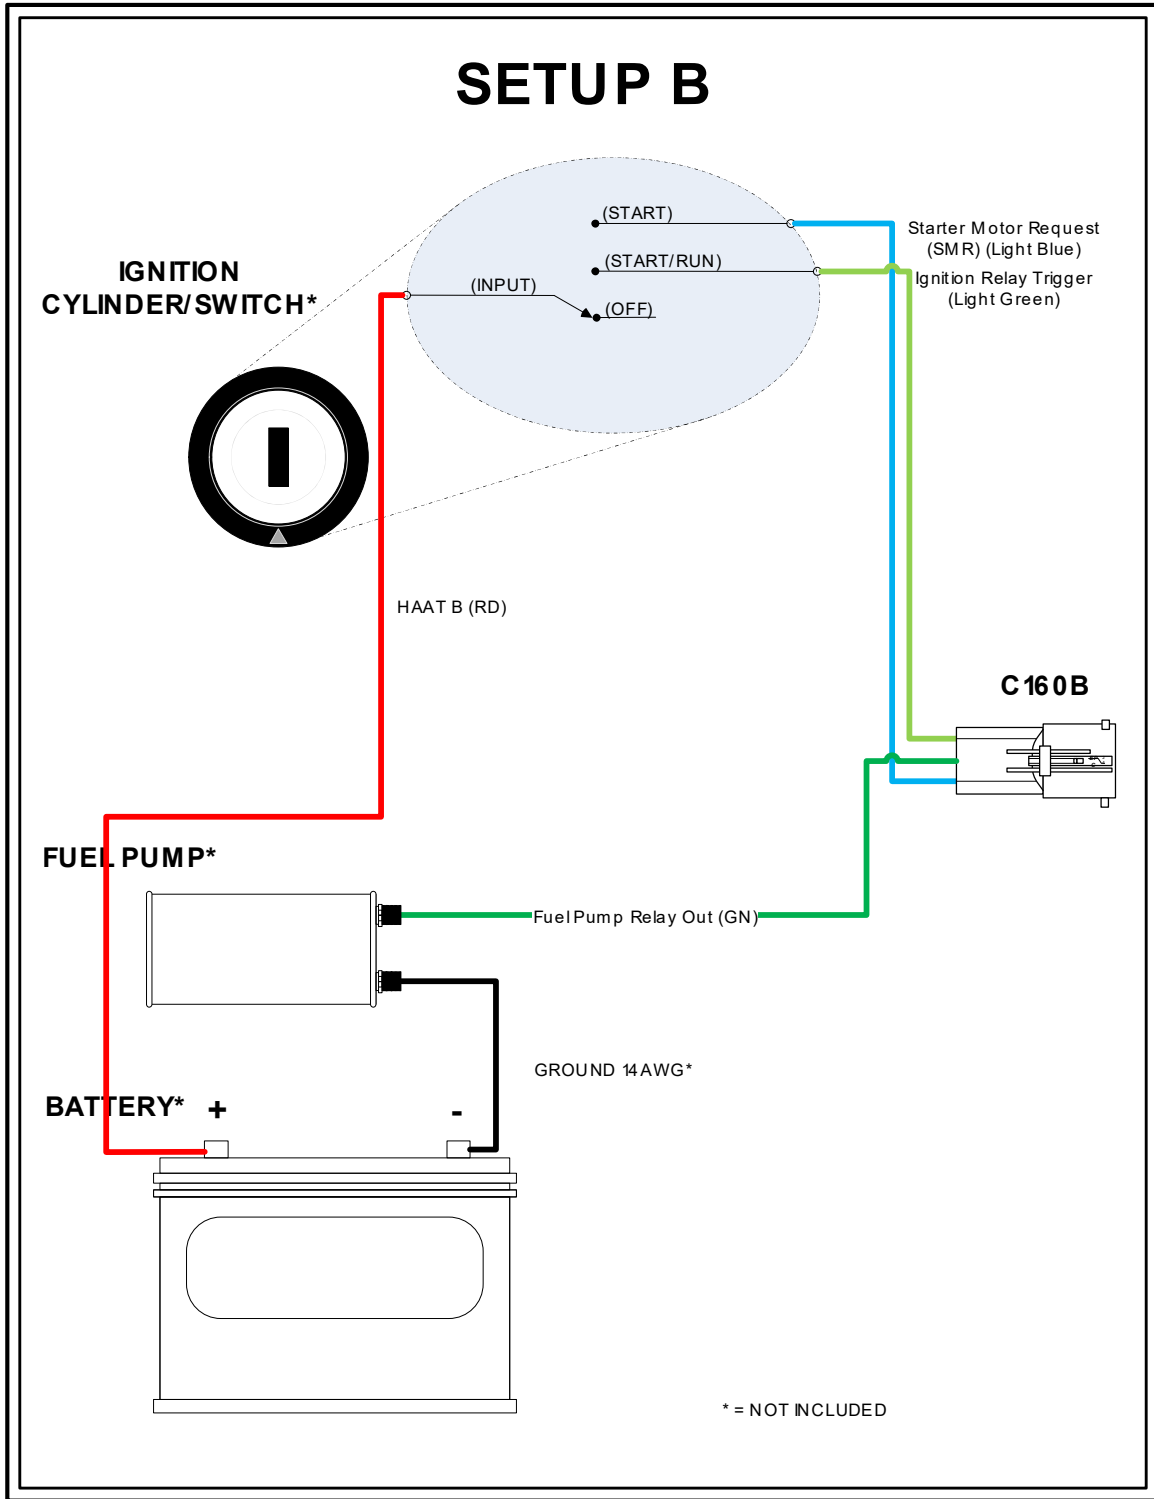 SETUP B
(START)
Starter Motor Request
(SMR) (Light Blue)
(START/RUN)
IGNITION
CYLINDER/SWITCH*
Ignition Relay Trigger
(Light Green)
(INPUT)
(OFF)
HAAT B (RD)
C160B
FUEL PUMP*
Fuel Pump Relay Out (GN)
GROUND 14AWG*
BATTERY* + -
* = NOT INCLUDED